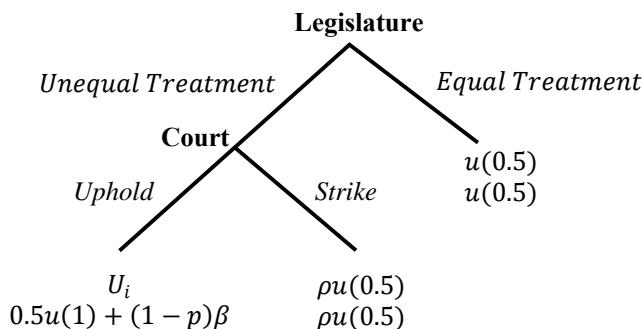 Legislature
Unequal Treatment
Equal Treatment
Court
u(0.5)
u(0.5)
Uphold
Strike
U_i
ρu(0.5)
0.5u(1) + (1 − p)β
ρu(0.5)